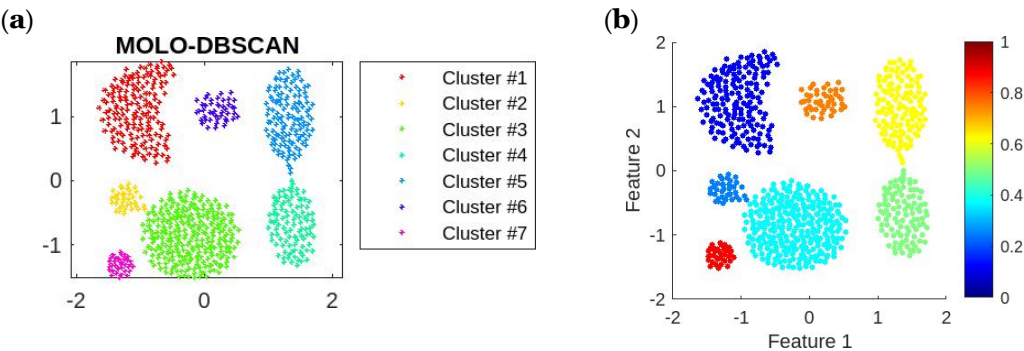 (a)
MOLO-DBSCAN
1
0
-1
-2
0
2
Cluster #1
Cluster #2
Cluster #3
Cluster #4
Cluster #5
Cluster #6
Cluster #7
(b)
2
1
0
-1
-2
Feature 2
-2
-1
0
1
2
Feature 1
1
0.8
0.6
0.4
0.2
0